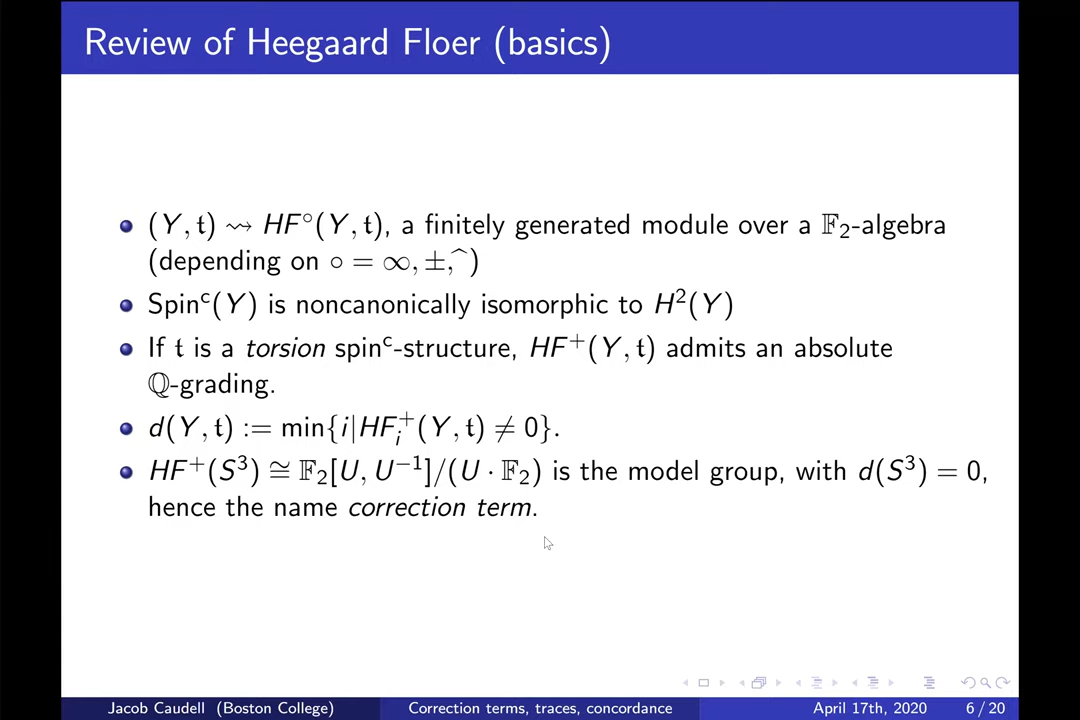 Review of Heegaard Floer (basics)
(Y, 𝔱) ⇝ HF°(Y, 𝔱), a finitely generated module over a 𝔽₂-algebra
(depending on ∘ = ∞, ±, ^)
Spinᶜ(Y) is noncanonically isomorphic to H²(Y)
If 𝔱 is a torsion spinᶜ-structure, HF⁺(Y, 𝔱) admits an absolute
ℚ-grading.
d(Y, 𝔱) := min{i|HFᵢ⁺(Y, 𝔱) ≠ 0}.
HF⁺(S³) ≅ 𝔽₂[U, U⁻¹]/(U · 𝔽₂) is the model group, with d(S³) = 0,
hence the name correction term.
Jacob Caudell (Boston College) Correction terms, traces, concordance April 17th, 2020 6 / 20